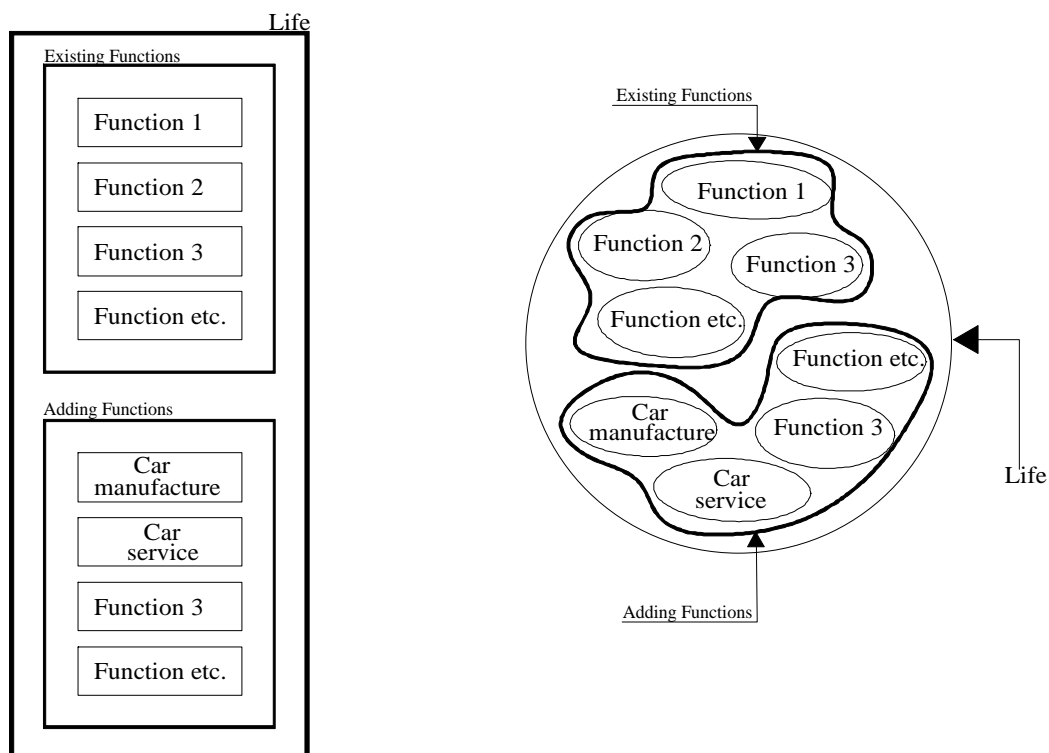 Life
Existing Functions
Function 1
Function 2
Function 3
Function etc.
Adding Functions
Car
manufacture
Car
service
Function 3
Function etc.
Existing Functions
Function 1
Function 2
Function 3
Function etc.
Function etc.
Car
manufacture
Function 3
Car
service
Life
Adding Functions